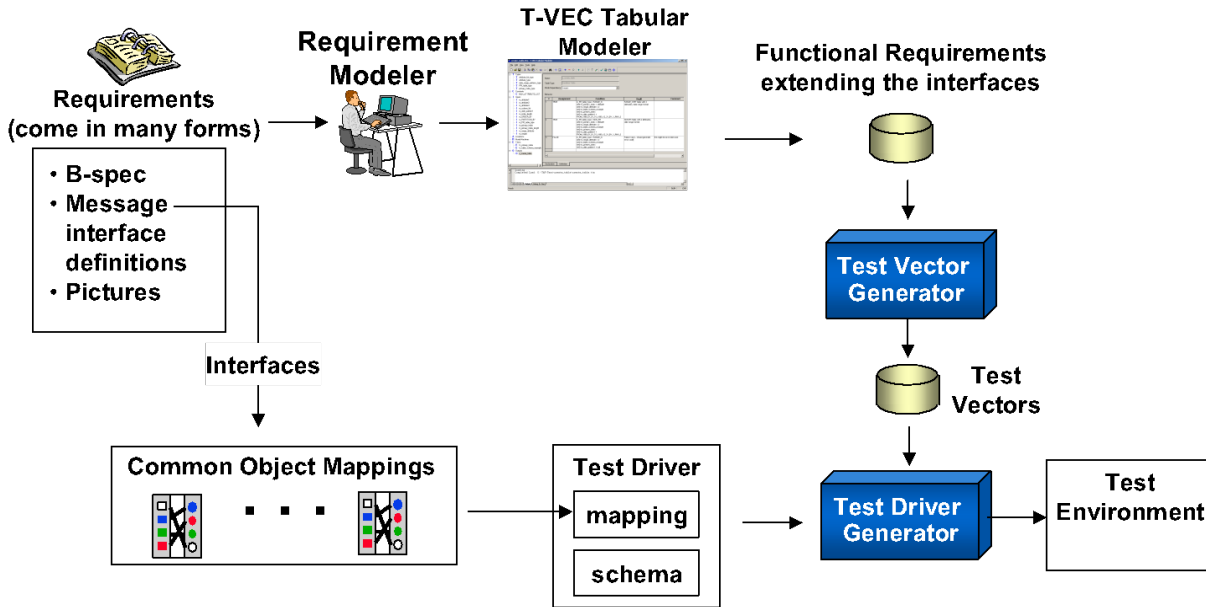 T-VEC Tabular
Modeler
Requirement
Modeler
Functional Requirements
extending the interfaces
Requirements
(come in many forms)
• B-spec
• Message
interface
definitions
• Pictures
Test Vector
Generator
Interfaces
Test
Vectors
Common Object Mappings
Test Driver
mapping
schema
Test Driver
Generator
Test
Environment